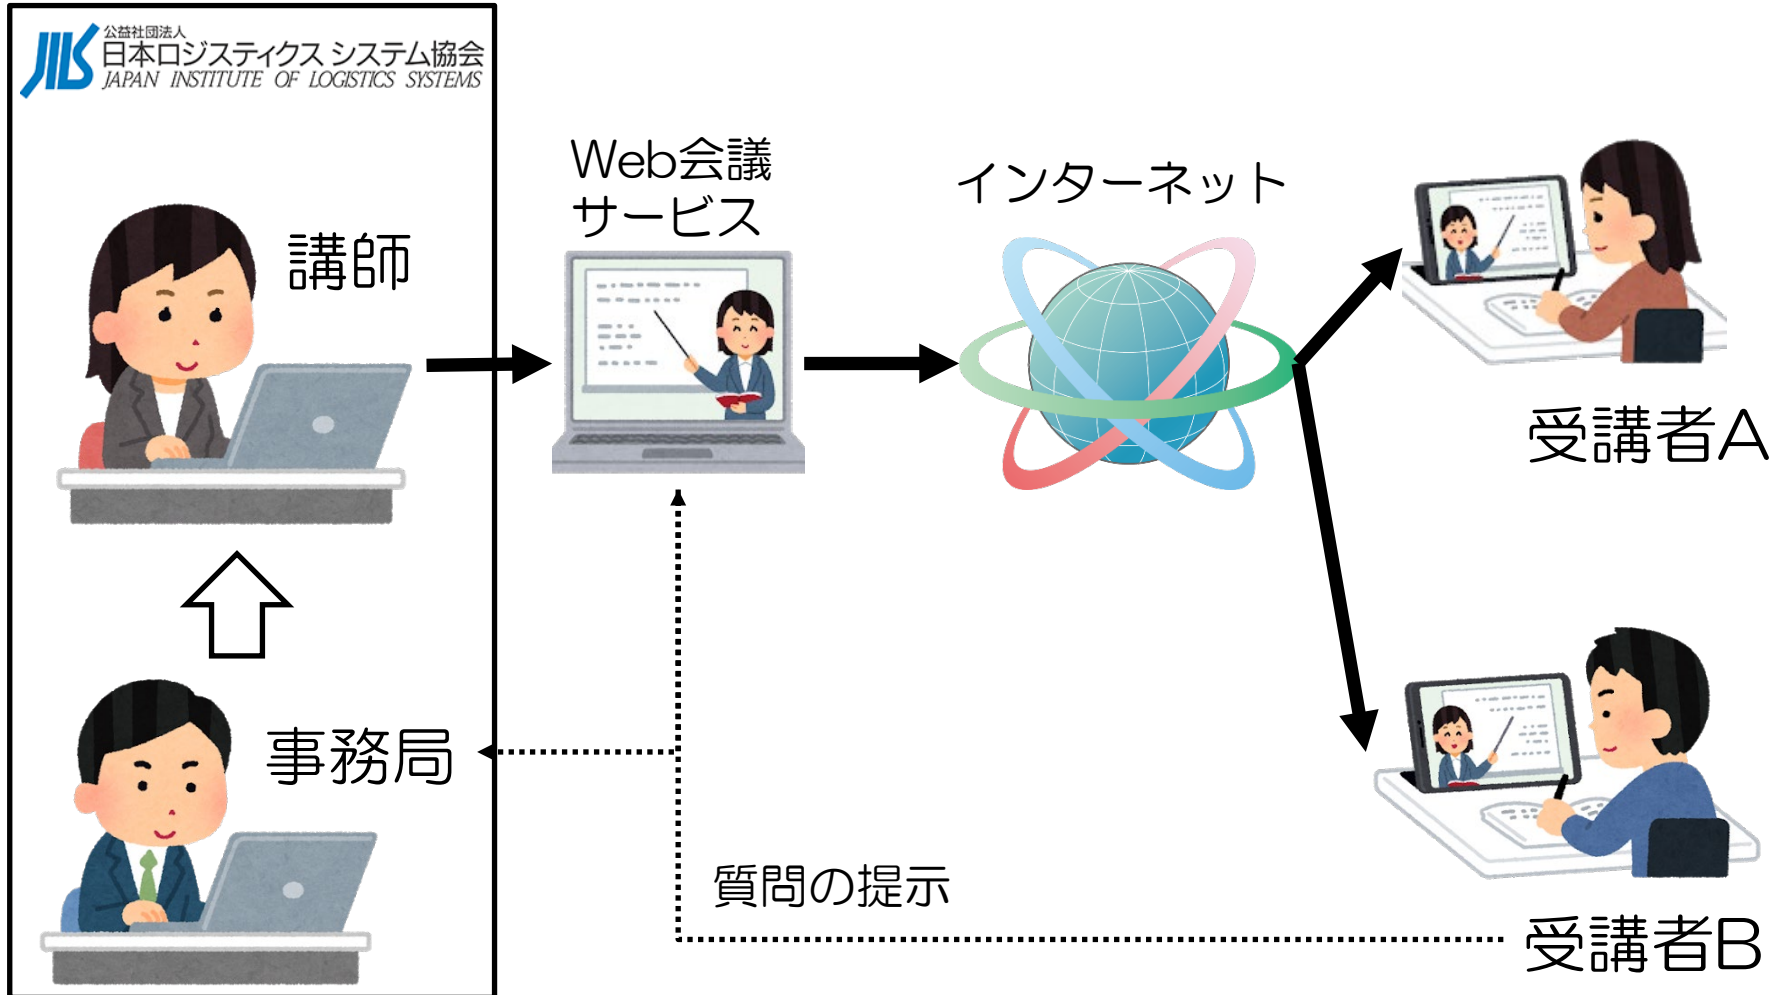 公益社団法人
日本ロジスティクス システム協会
JAPAN INSTITUTE OF LOGISTICS SYSTEMS
講師
Web会議
サービス
インターネット
受講者A
事務局
質問の提示
受講者B